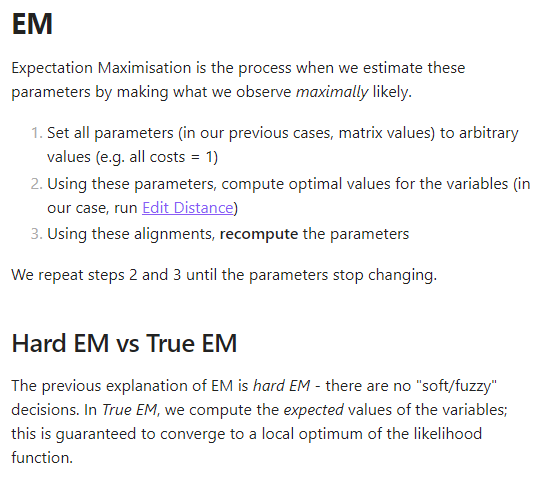 EM
Expectation Maximisation is the process when we estimate these
parameters by making what we observe maximally likely.
1. Set all parameters (in our previous cases, matrix values) to arbitrary
values (e.g. all costs = 1)
2. Using these parameters, compute optimal values for the variables (in
our case, run Edit Distance)
3. Using these alignments, recompute the parameters
We repeat steps 2 and 3 until the parameters stop changing.
Hard EM vs True EM
The previous explanation of EM is hard EM - there are no "soft/fuzzy"
decisions. In True EM, we compute the expected values of the variables;
this is guaranteed to converge to a local optimum of the likelihood
function.